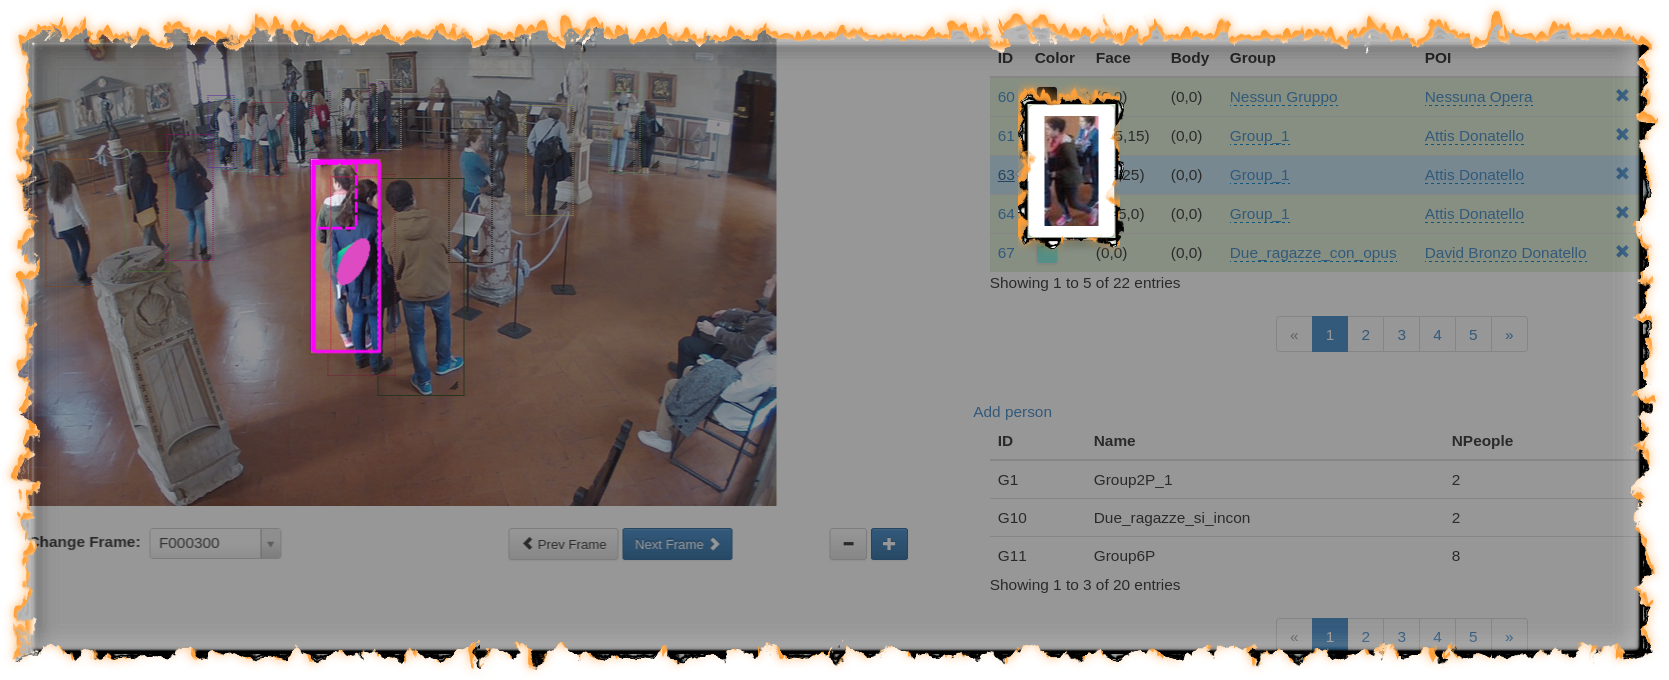 ID Color Face Body Group POI
60 0) (0,0) Nessun Gruppo Nessuna Opera ✖
61 5,15) (0,0) Group_1 Attis Donatello ✖
63 25) (0,0) Group_1 Attis Donatello ✖
64 5,0) (0,0) Group_1 Attis Donatello ✖
67 (0,0) (0,0) Due_ragazze_con_opus David Bronzo Donatello ✖
Showing 1 to 5 of 22 entries
« 1 2 3 4 5 »
Add person
ID Name NPeople
G1 Group2P_1 2
G10 Due_ragazze_si_incon 2
G11 Group6P 8
Showing 1 to 3 of 20 entries
« 1 2 3 4 5 »
Change Frame: F000300 Prev Frame Next Frame - +